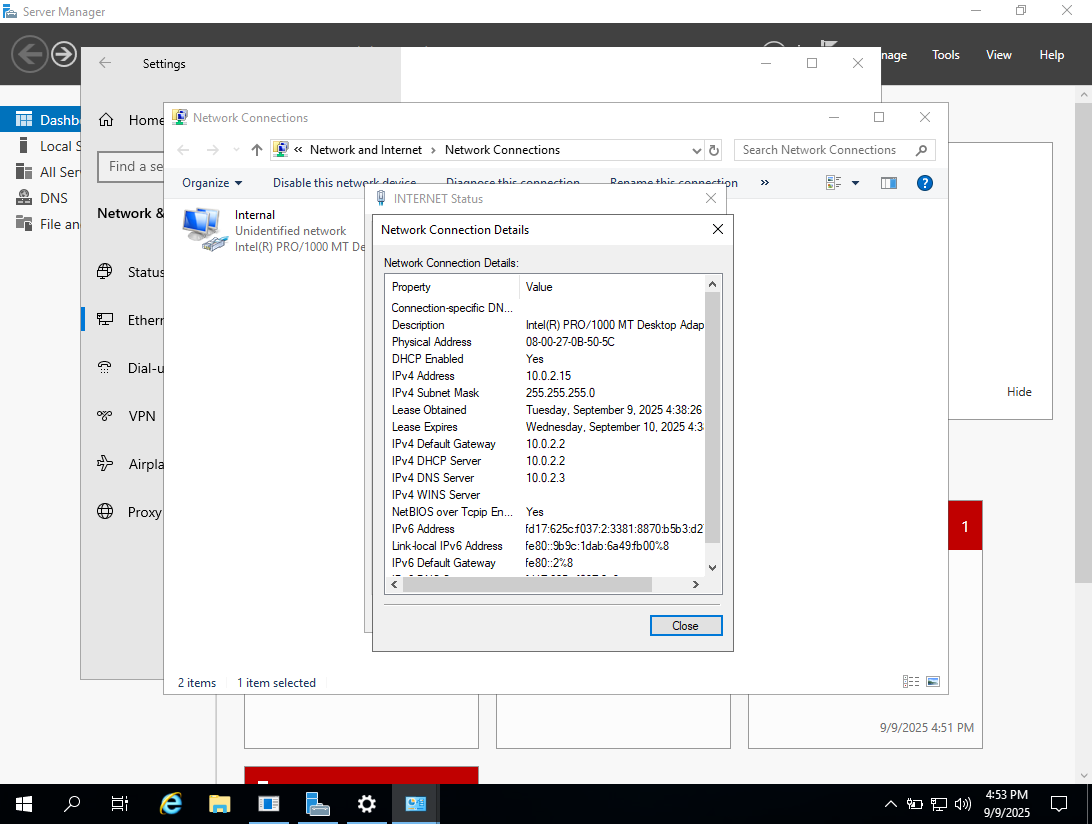 Server Manager
Tools
View
Help
Settings
Network Connections
Home
Network and Internet
Network Connections
Search Network Connections
Organize
Disable this network device
Diagnose this connection
Rename this connection
»
Local S
DNS
Find a se
Network &
Status
VPN
Proxy
Internal
Unidentified network
Intel(R) PRO/1000 MT De
INTERNET Status
Network Connection Details
Network Connection Details:
Property Value
Connection-specific DN...
Description Intel(R) PRO/1000 MT Desktop Adap
Physical Address 08-00-27-0B-50-5C
DHCP Enabled Yes
IPv4 Address 10.0.2.15
IPv4 Subnet Mask 255.255.255.0
Lease Obtained Tuesday, September 9, 2025 4:38:26
Lease Expires Wednesday, September 10, 2025 4:3
IPv4 Default Gateway 10.0.2.2
IPv4 DHCP Server 10.0.2.2
IPv4 DNS Server 10.0.2.3
IPv4 WINS Server
NetBIOS over Tcpip En... Yes
IPv6 Address fd17:625c:f037:2:3381:8870:b5b3:d2
Link-local IPv6 Address fe80::9b9c:1dab:6a49:fb00%8
IPv6 Default Gateway fe80::2%8
Close
Hide
1
2 items
1 item selected
9/9/2025 4:51 PM
4:53 PM
9/9/2025